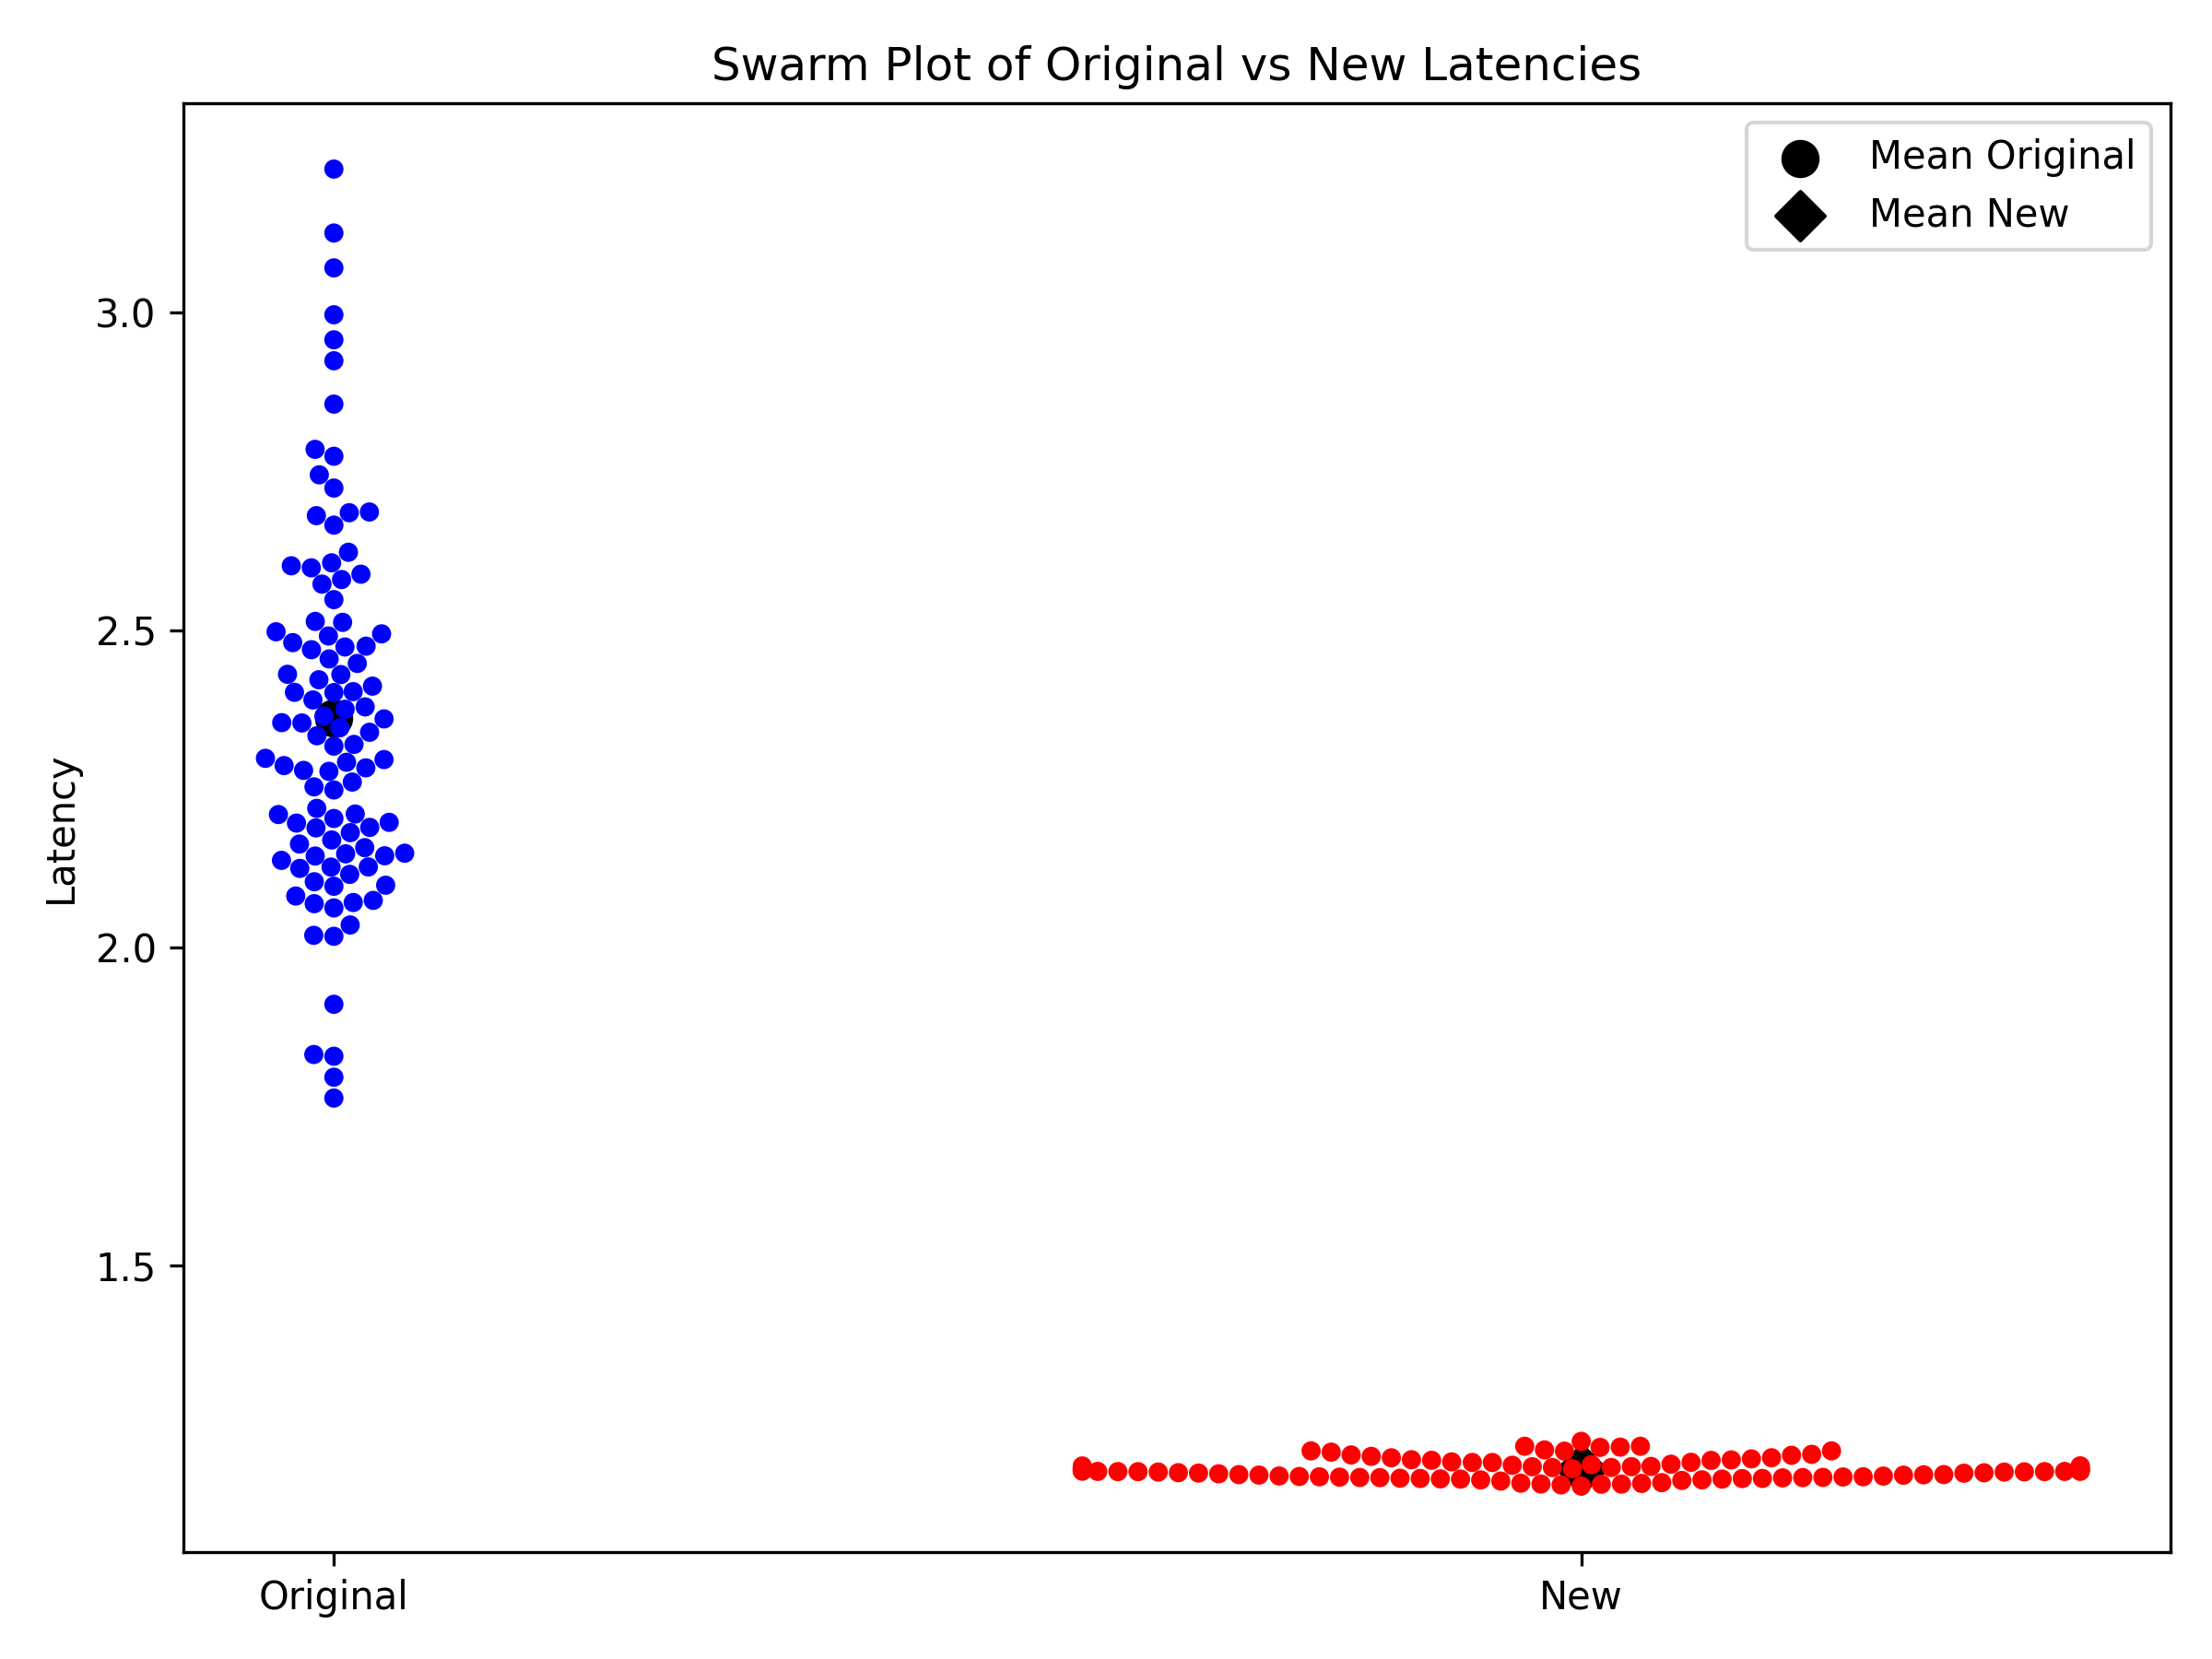 Swarm Plot of Original vs New Latencies
Mean Original
Mean New
3.0
2.5
2.0
1.5
Latency
Original
New